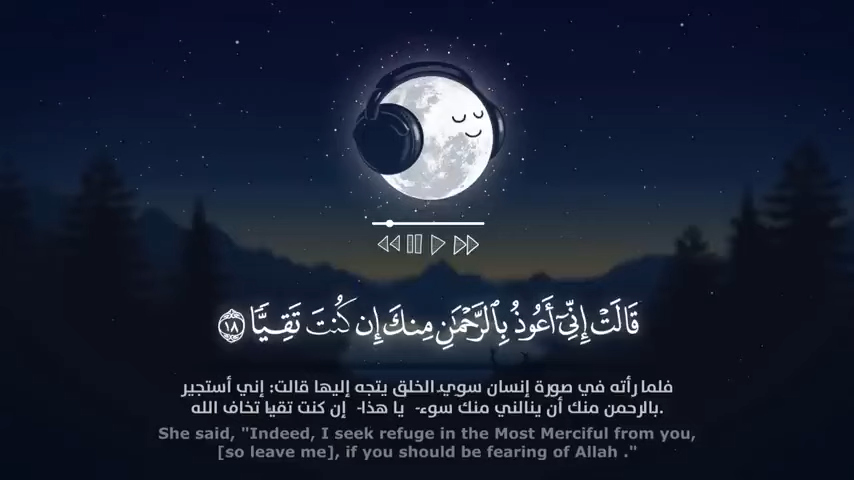 قَالَتْ إِنِّىٓ أَعُوذُ بِٱلرَّحْمَـٰنِ مِنكَ إِن كُنتَ تَقِيًّا ١٨
فلما رأته في صورة إنسان سوي الخلق يتجه إليها قالت: إني أستجير
بالرحمن منك أن ينالني منك سوء- يا هذا- إن كنت تقيا تخاف الله.
She said, "Indeed, I seek refuge in the Most Merciful from you,
[so leave me], if you should be fearing of Allah ."